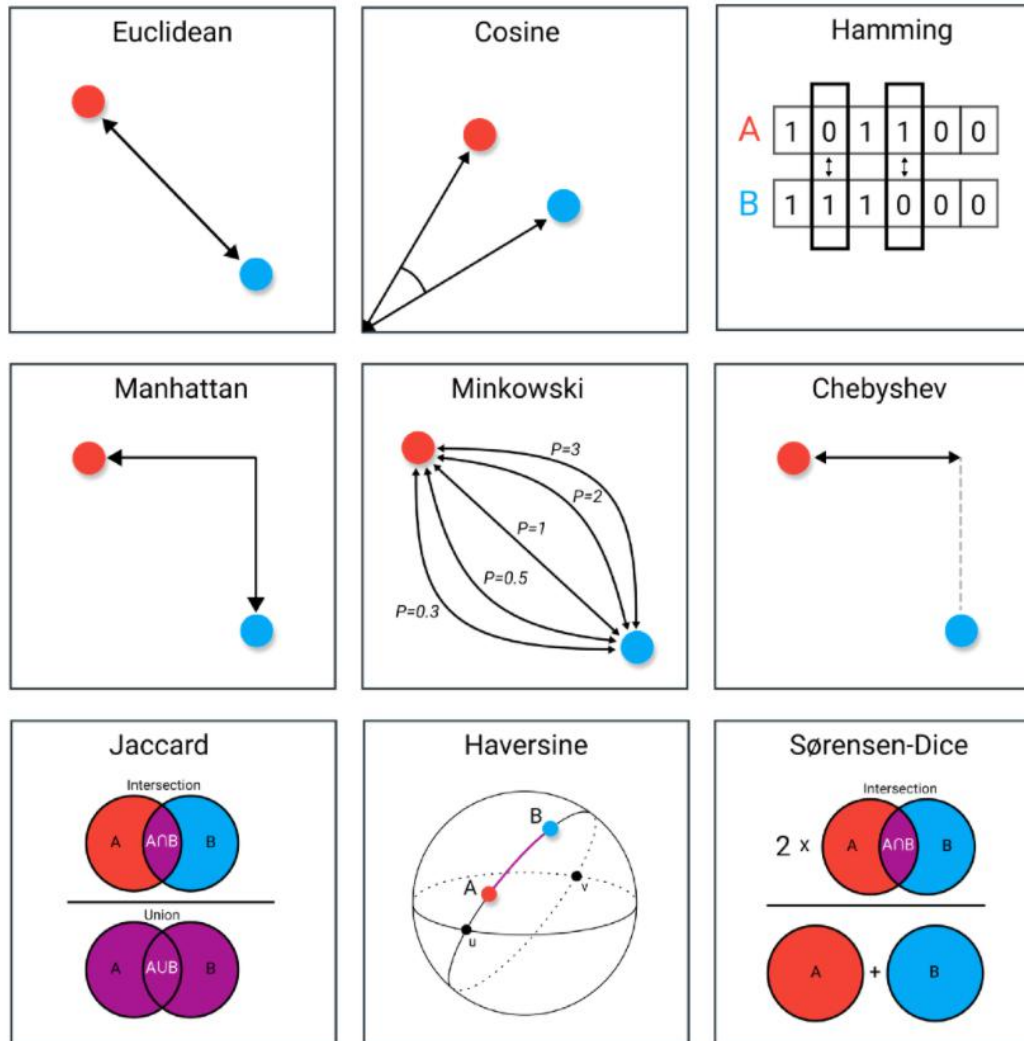 Euclidean
Cosine
Hamming
A 1 0 1 1 0 0
B 1 1 1 0 0 0
Manhattan
Minkowski
P=3
P=2
P=1
P=0.5
P=0.3
Chebyshev
Jaccard
Intersection
A A∩B B
Union
A A∪B B
Haversine
B
A
v
u
Sørensen-Dice
Intersection
2 x A A∩B B
A + B